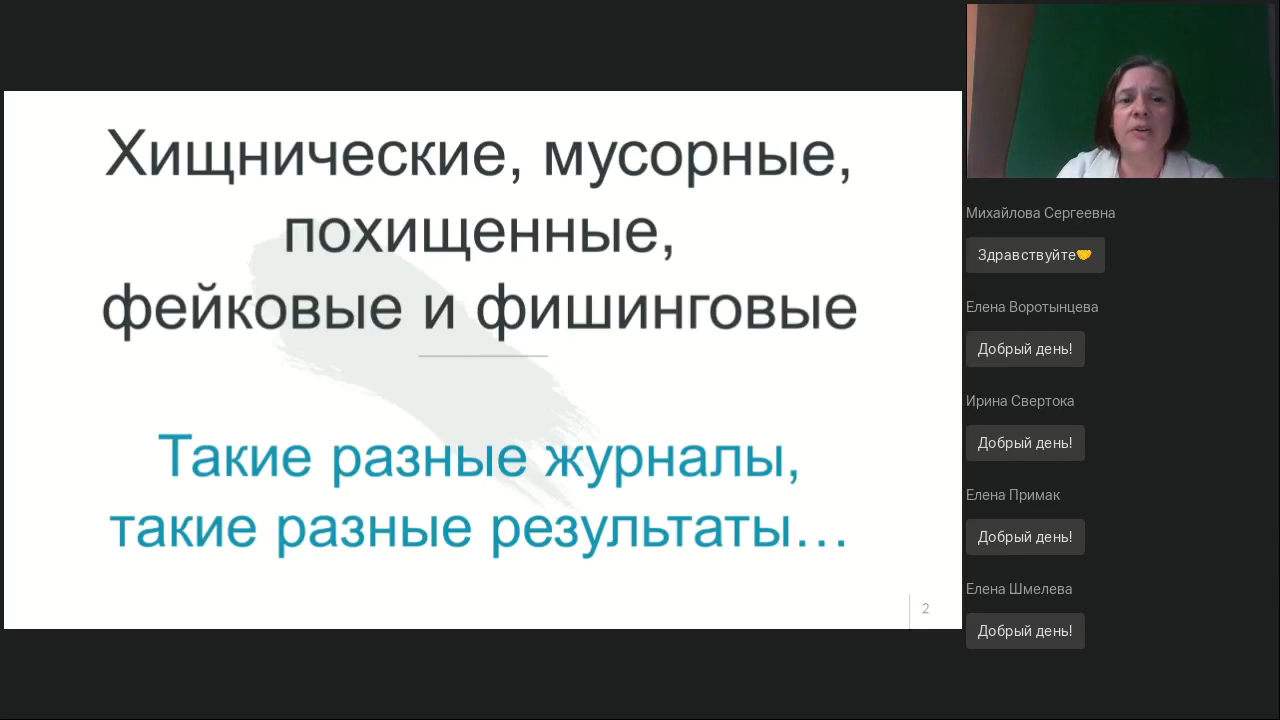 Хищнические, мусорные,
похищенные,
фейковые и фишинговые
Такие разные журналы,
такие разные результаты…
2
Михайлова Сергеевна
Здравствуйте🤝
Елена Воротынцева
Добрый день!
Ирина Свертока
Добрый день!
Елена Примак
Добрый день!
Елена Шмелева
Добрый день!